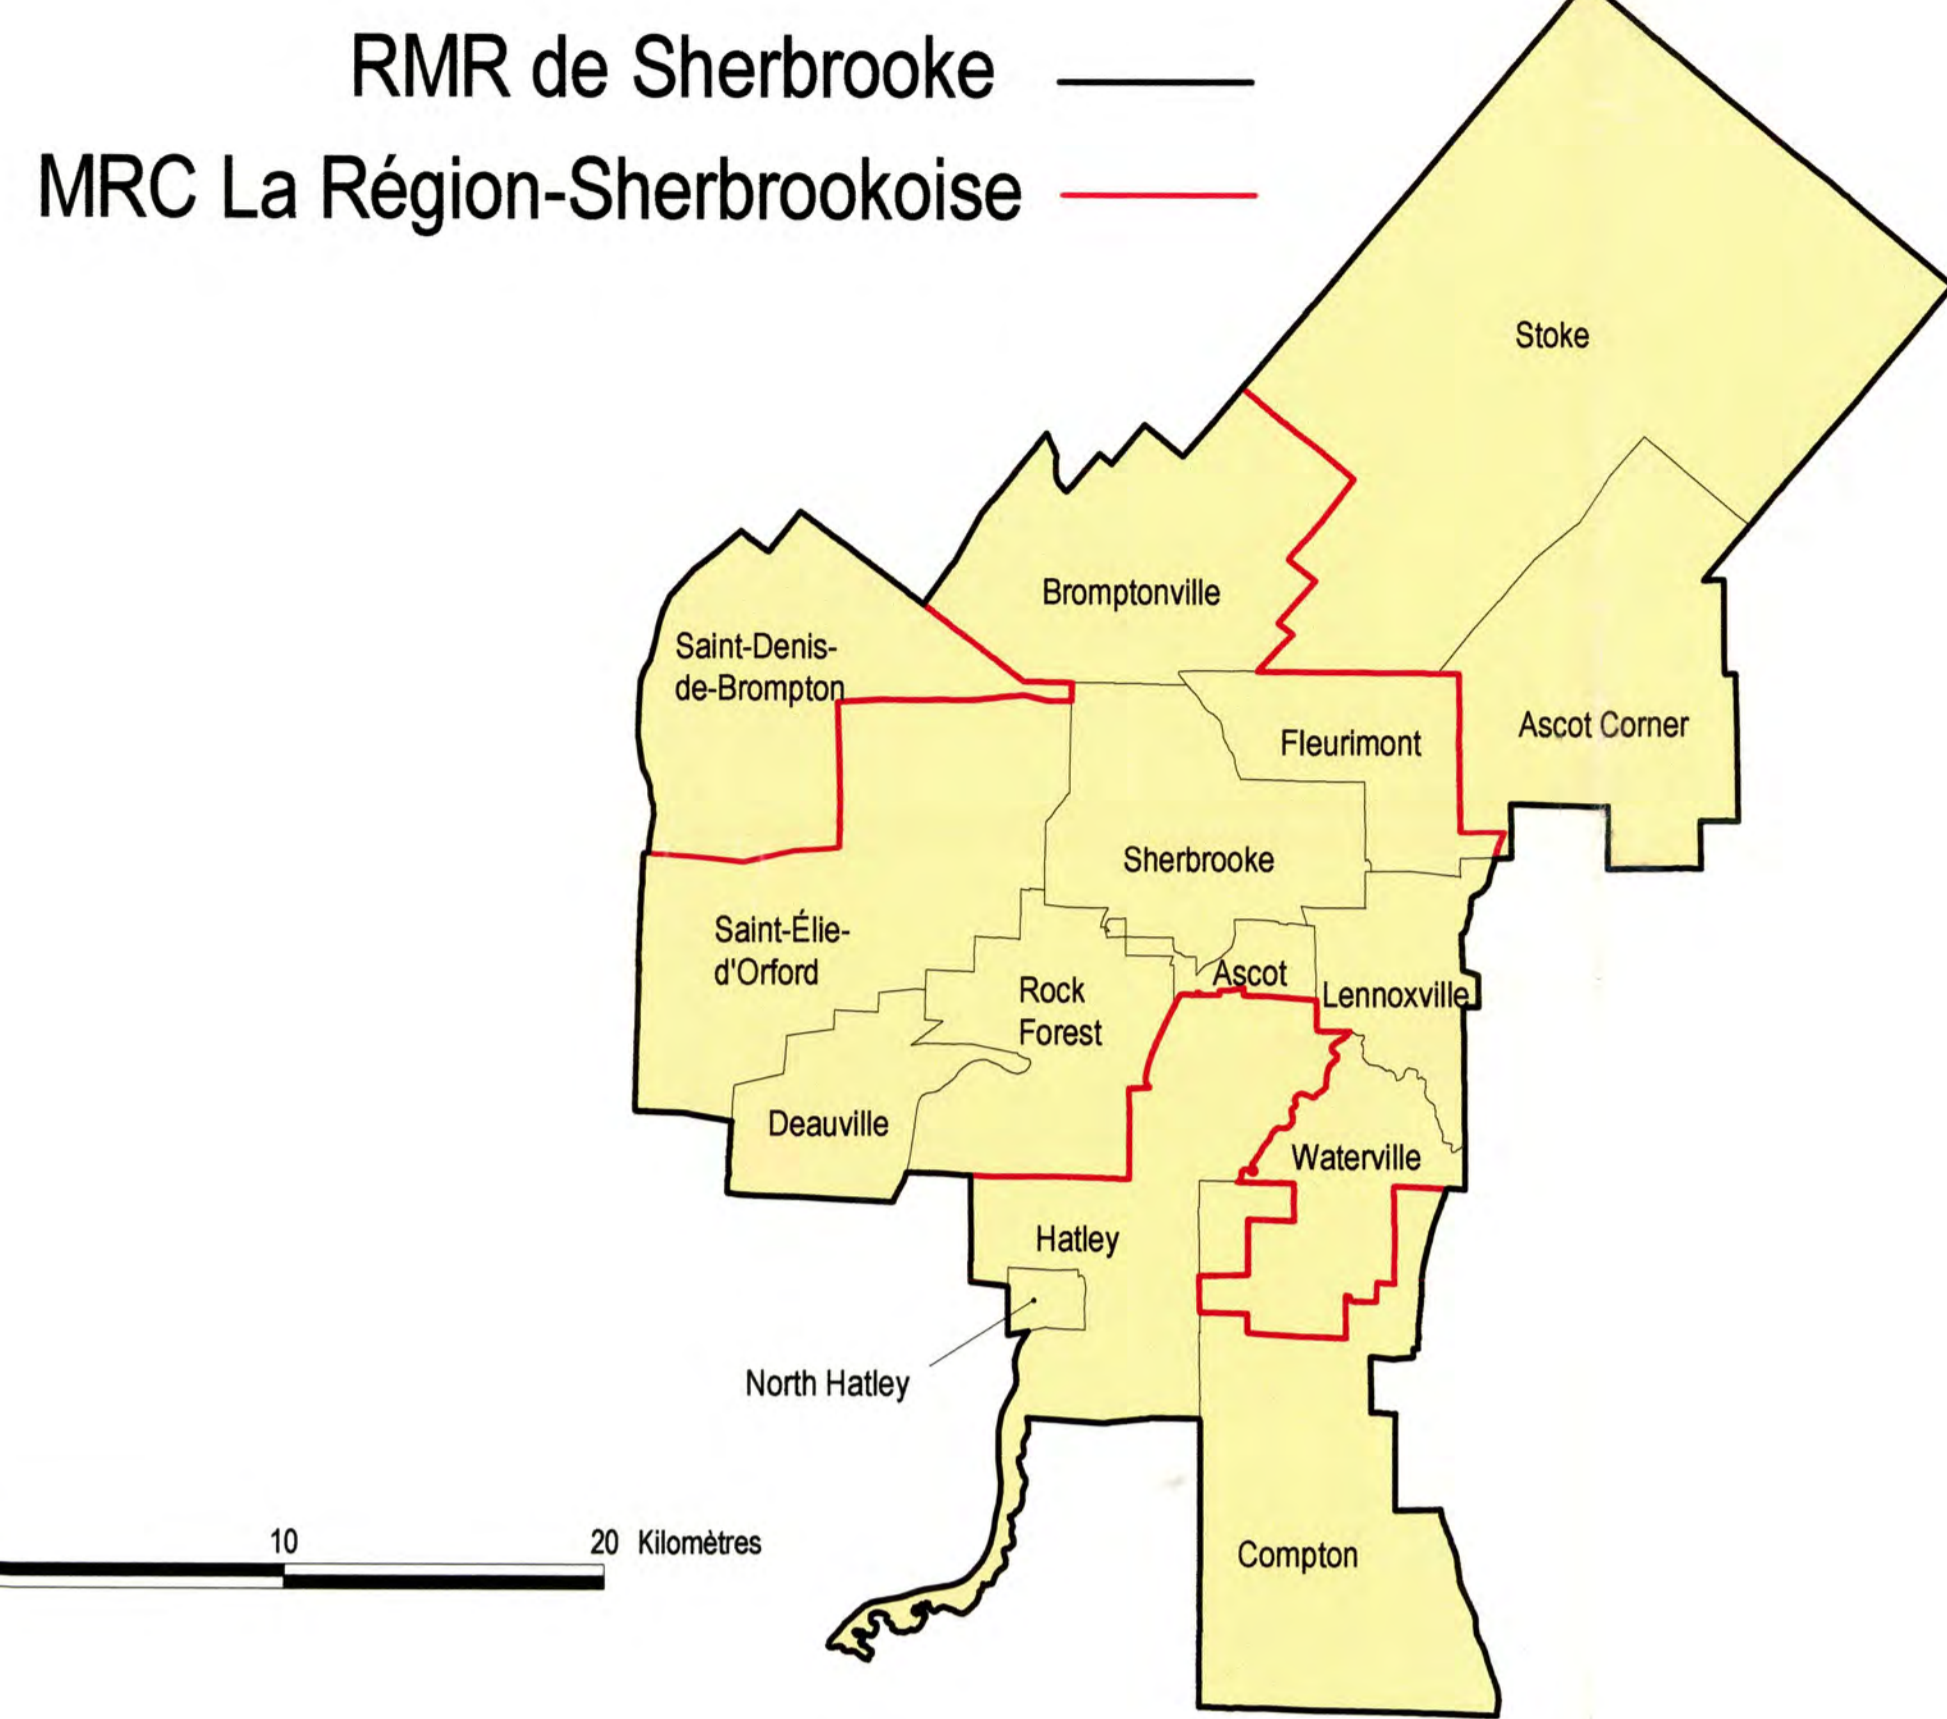 RMR de Sherbrooke
MRC La Région-Sherbrookoise
Stoke
Bromptonville
Saint-Denis-
de-Brompton
Ascot Corner
Fleurimont
Sherbrooke
Saint-Élie-
d'Orford
Rock
Forest
Ascot
Lennoxville
Deauville
Waterville
Hatley
North Hatley
Compton
10
20 Kilomètres